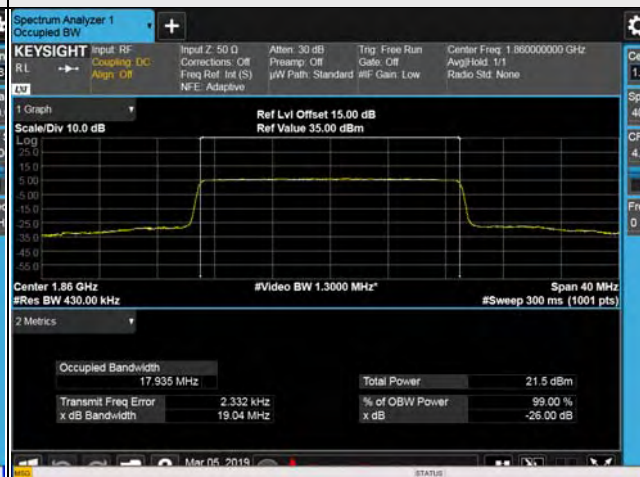 Spectrum Analyzer 1
Occupied BW
+
KEYSIGHT Input: RF Input Z: 50 Ω Atten: 30 dB Trig: Free Run Center Freq: 1.860000000 GHz
RL Coupling: DC Corrections: Off Preamp: Off Gate: Off Avg|Hold: 1/1
Align: Off Freq Ref: Int (S) µW Path: Standard #IF Gain: Low Radio Std: None
NFE: Adaptive
LXI
1 Graph
Ref Lvl Offset 15.00 dB
Scale/Div 10.0 dB Ref Value 35.00 dBm
Log
25.0
15.0
5.00
-5.00
-15.0
-25.0
-35.0
-45.0
-55.0
Center 1.86 GHz #Video BW 1.3000 MHz* Span 40 MHz
#Res BW 430.00 kHz #Sweep 300 ms (1001 pts)
2 Metrics
Occupied Bandwidth
17.935 MHz Total Power 21.5 dBm
Transmit Freq Error 2.332 kHz % of OBW Power 99.00 %
x dB Bandwidth 19.04 MHz x dB -26.00 dB
Mar 05, 2019
MSG STATUS